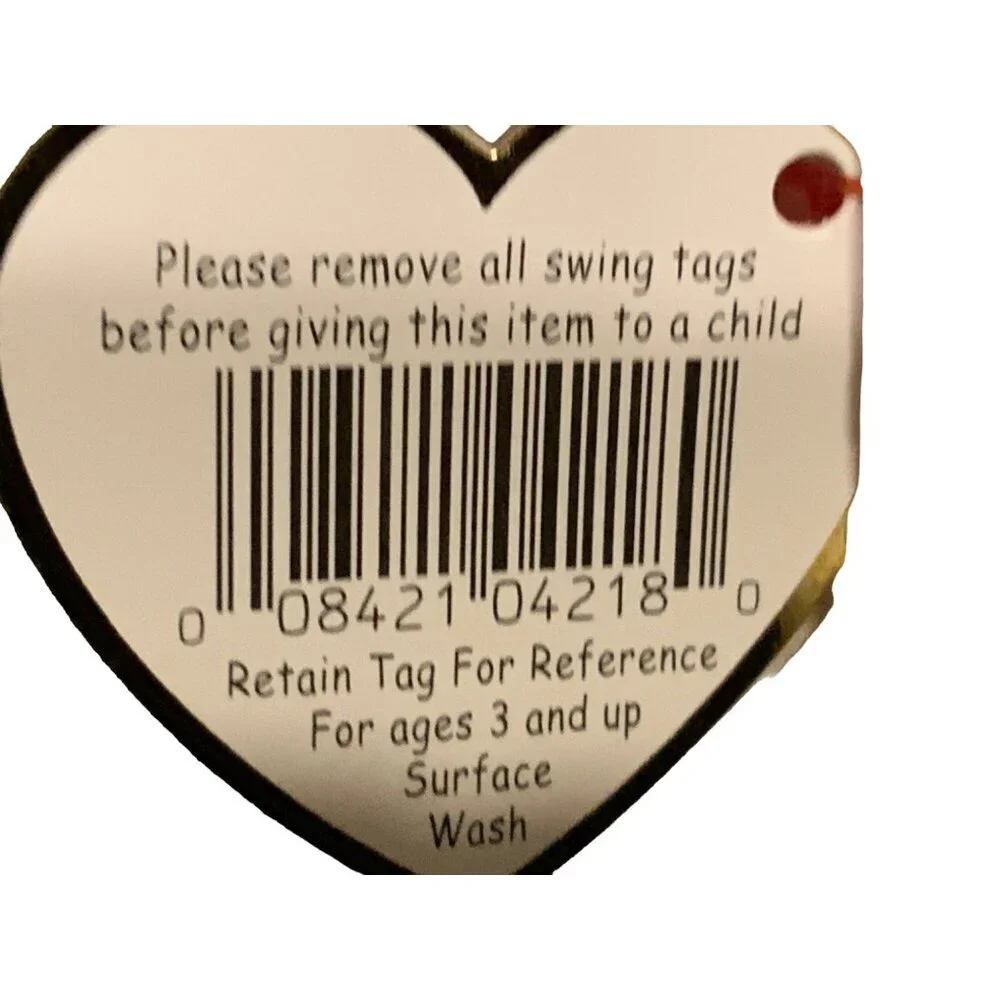 Please remove all swing tags
before giving this item to a child
0 08421 04218 0
Retain Tag For Reference
For ages 3 and up
Surface
Wash